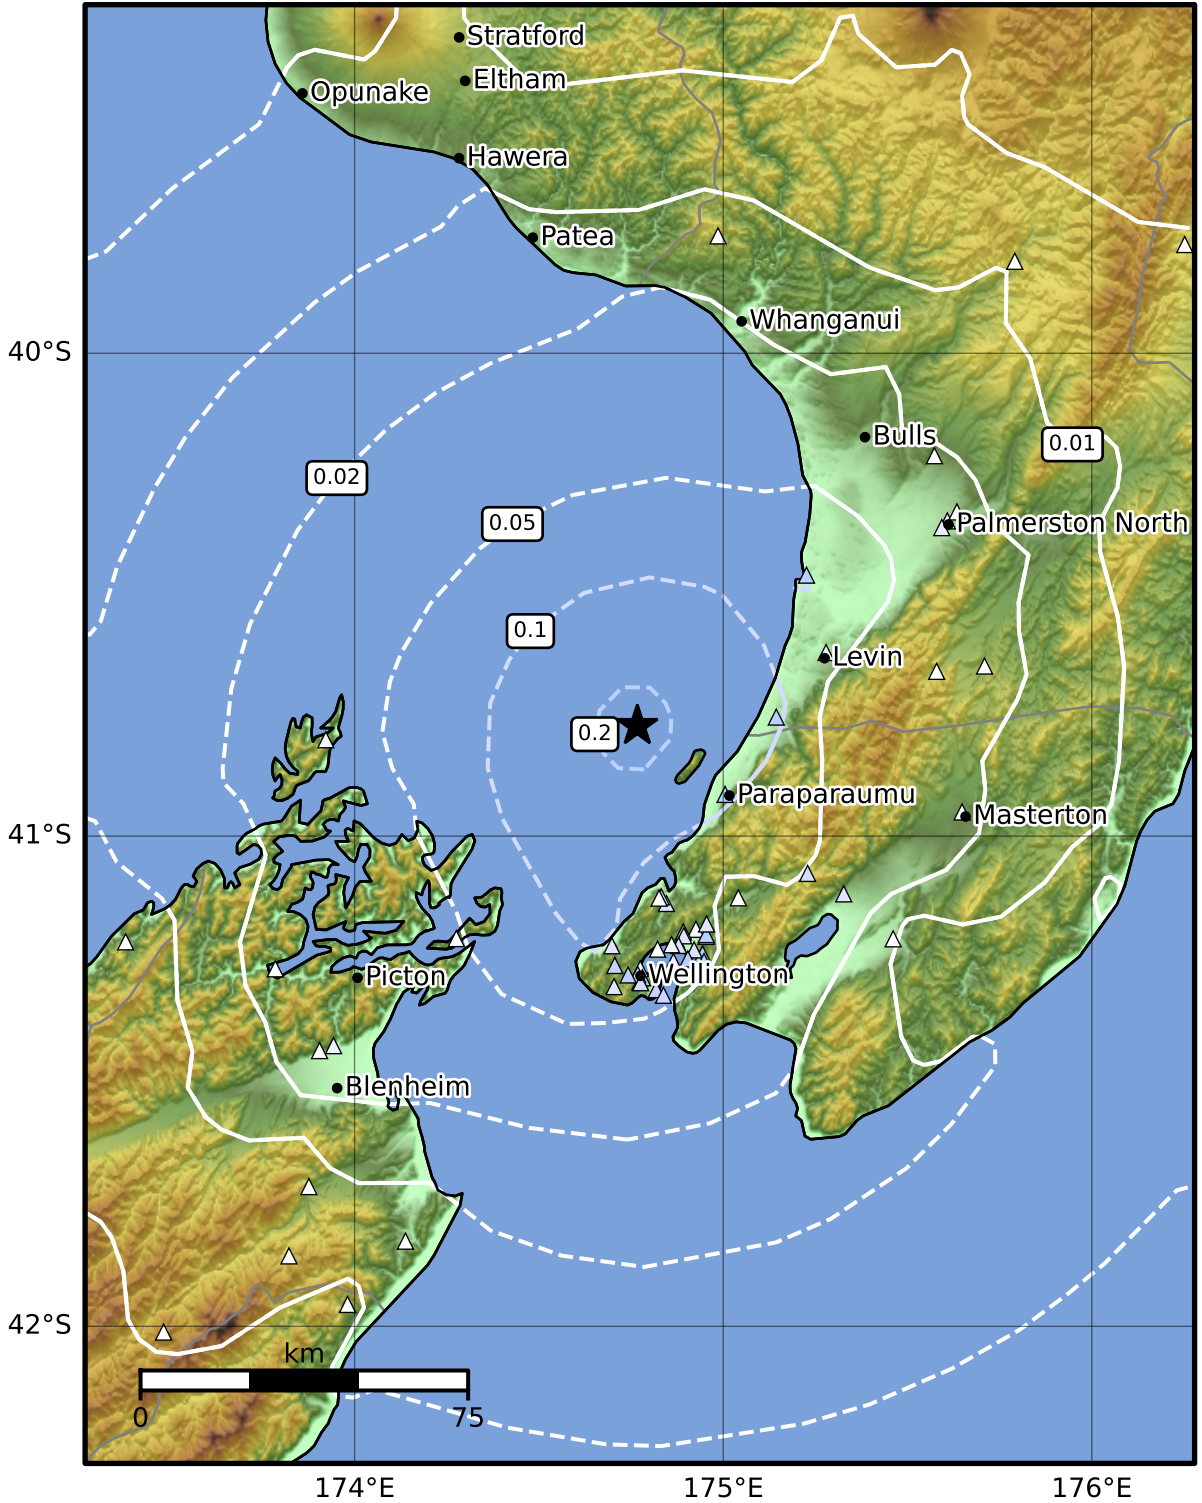 Stratford
Eltham
Opunake
Hawera
Patea
Whanganui
40°S
Bulls
0.01
0.02
0.05
Palmerston North
0.1
Levin
0.2
Paraparaumu
Masterton
41°S
Wellington
Picton
Blenheim
42°S
km
0
75
174°E
175°E
176°E